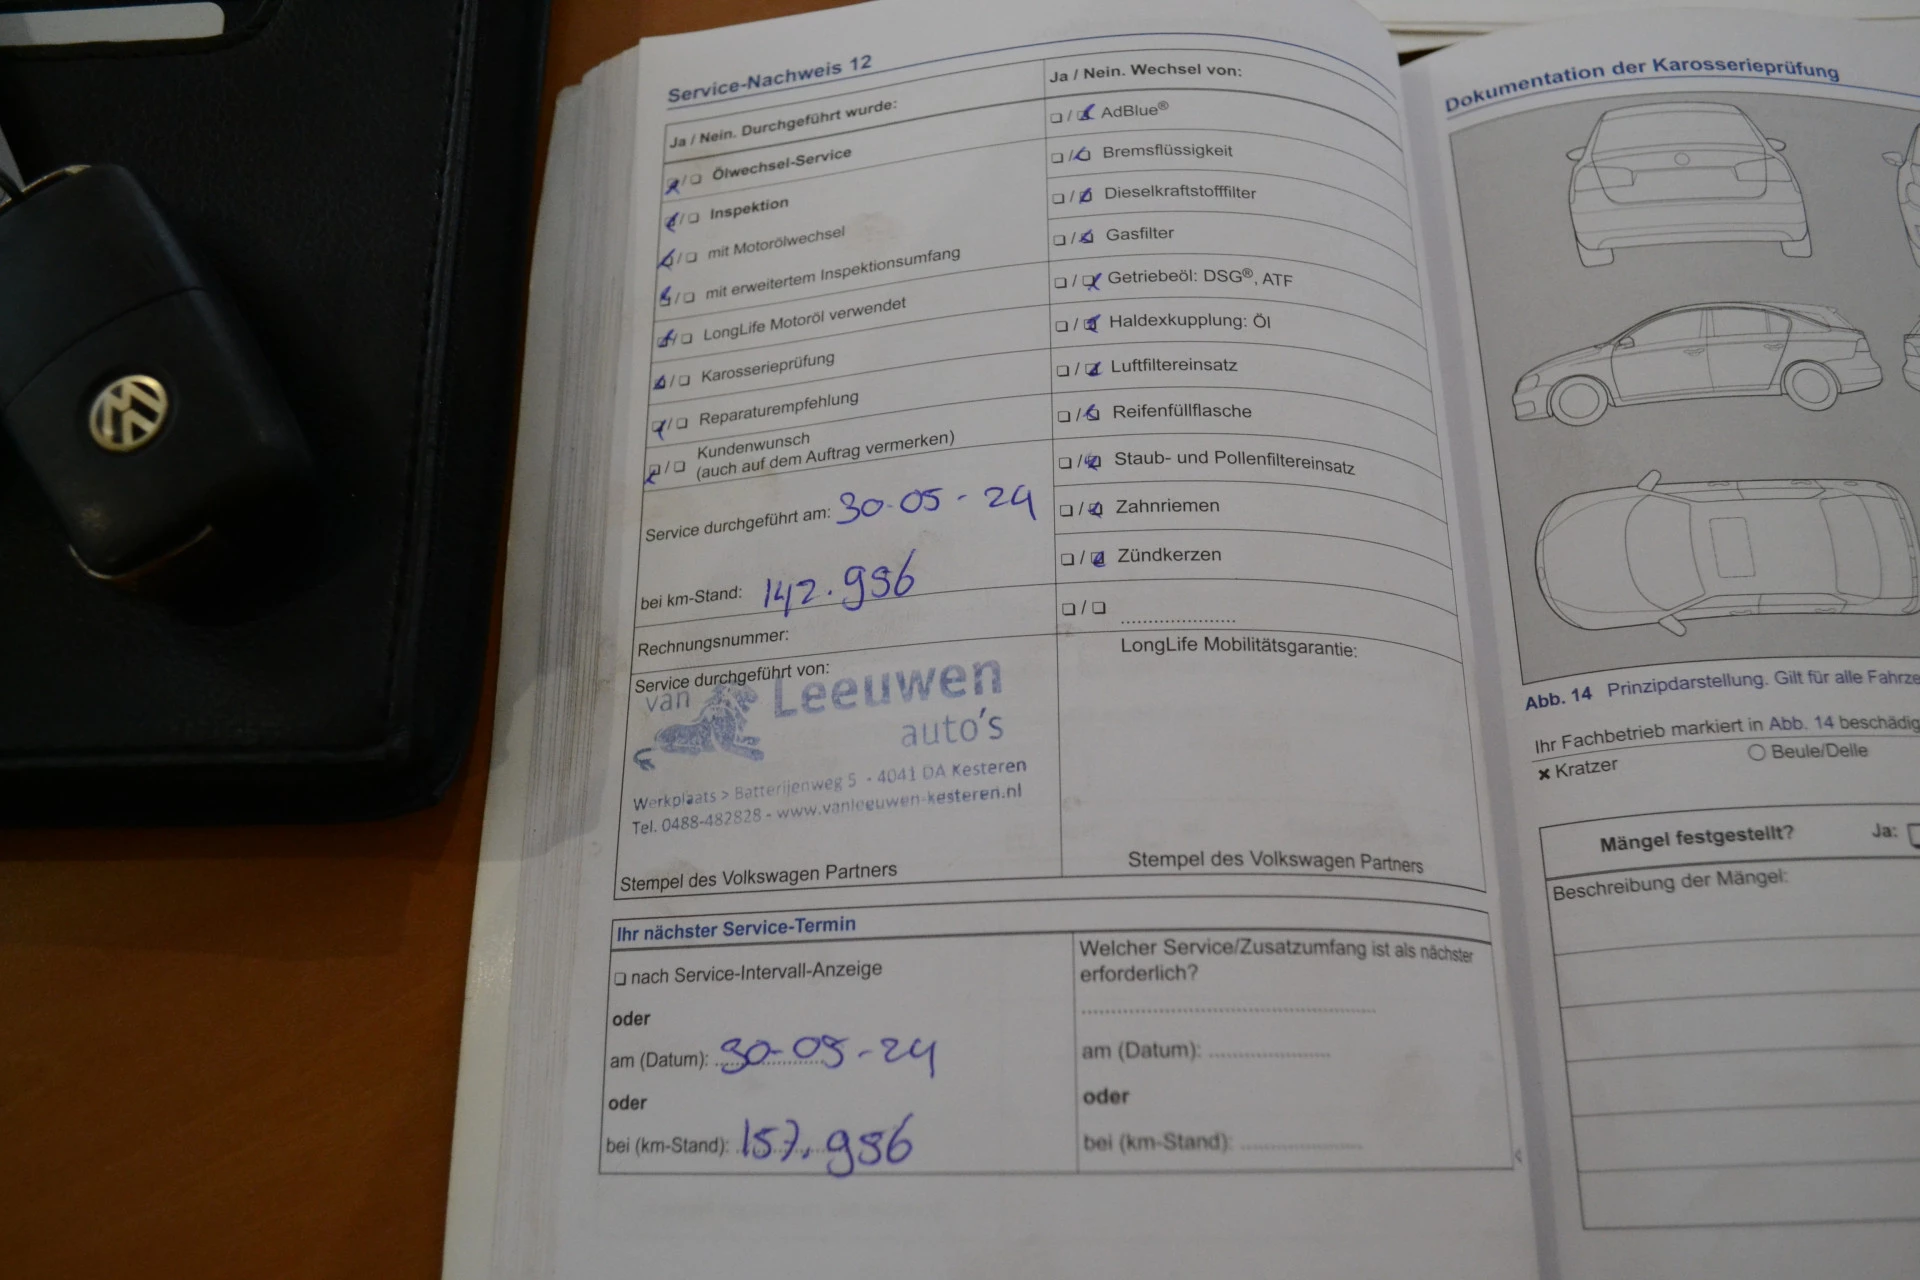 Service-Nachweis 12
Ja / Nein. Durchgeführt wurde:
Ölwechsel-Service
Inspektion
mit Motorölwechsel
mit erweitertem Inspektionsumfang
LongLife Motoröl verwendet
Karosserieprüfung
Reparaturempfehlung
Kundenwunsch
(auch auf dem Auftrag vermerken)
Service durchgeführt am: 30-05-24
bei km-Stand: 142.956
Rechnungsnummer:
Service durchgeführt von:
van Leeuwen
auto's
Werkplaats > Batterijenweg 5 - 4041 DA Kesteren
Tel. 0488-482828 - www.vanleeuwen-kesteren.nl
Stempel des Volkswagen Partners
Ja / Nein. Wechsel von:
AdBlue®
Bremsflüssigkeit
Dieselkraftstofffilter
Gasfilter
Getriebeöl: DSG®, ATF
Haldexkupplung: Öl
Luftfiltereinsatz
Reifenfüllflasche
Staub- und Pollenfiltereinsatz
Zahnriemen
Zündkerzen
LongLife Mobilitätsgarantie:
Stempel des Volkswagen Partners
Ihr nächster Service-Termin
nach Service-Intervall-Anzeige
oder
am (Datum): 30-05-24
oder
bei (km-Stand): 157.956
Welcher Service/Zusatzumfang ist als nächster
erforderlich?
am (Datum):
oder
bei (km-Stand):
Dokumentation der Karosserieprüfung
Abb. 14 Prinzipdarstellung. Gilt für alle Fahrze
Ihr Fachbetrieb markiert in Abb. 14 beschädig
× Kratzer
Beule/Delle
Mängel festgestellt? Ja:
Beschreibung der Mängel: